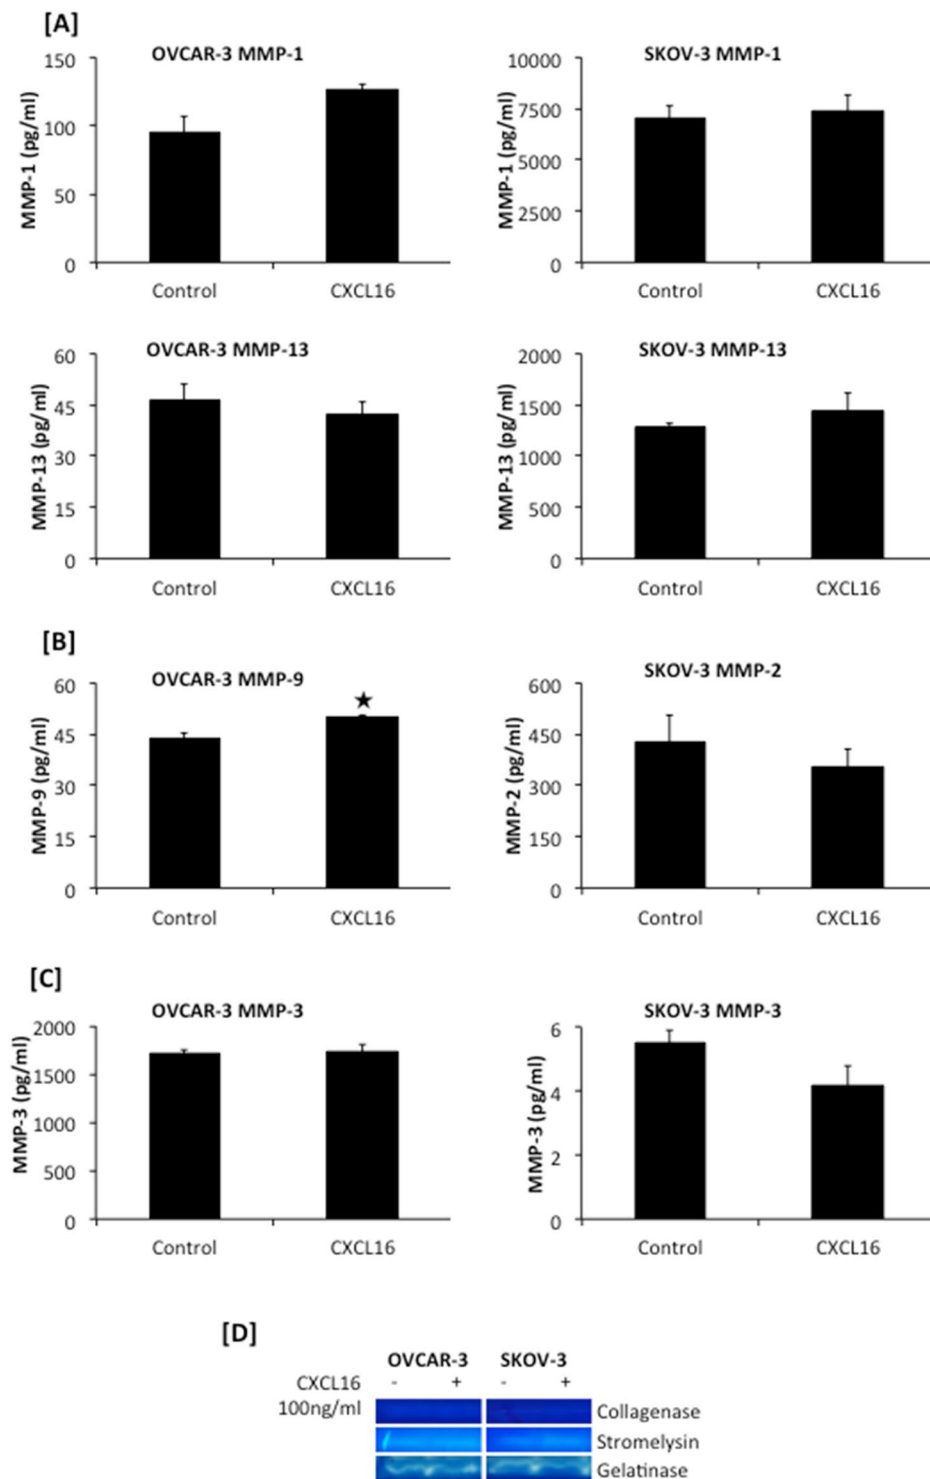 [A]
OVCAR-3 MMP-1
MMP-1 (pg/ml)
150
100
50
0
Control CXCL16
SKOV-3 MMP-1
MMP-1 (pg/ml)
10000
7500
5000
2500
0
Control CXCL16
OVCAR-3 MMP-13
MMP-13 (pg/ml)
60
45
30
15
0
Control CXCL16
SKOV-3 MMP-13
MMP-13 (pg/ml)
2000
1500
1000
500
0
Control CXCL16
[B]
OVCAR-3 MMP-9
MMP-9 (pg/ml)
60
45
30
15
0
Control CXCL16
SKOV-3 MMP-2
MMP-2 (pg/ml)
600
450
300
150
0
Control CXCL16
[C]
OVCAR-3 MMP-3
MMP-3 (pg/ml)
2000
1500
1000
500
0
Control CXCL16
SKOV-3 MMP-3
MMP-3 (pg/ml)
6
4
2
0
Control CXCL16
[D]
OVCAR-3 SKOV-3
CXCL16 - + - +
100ng/ml
Collagenase
Stromelysin
Gelatinase